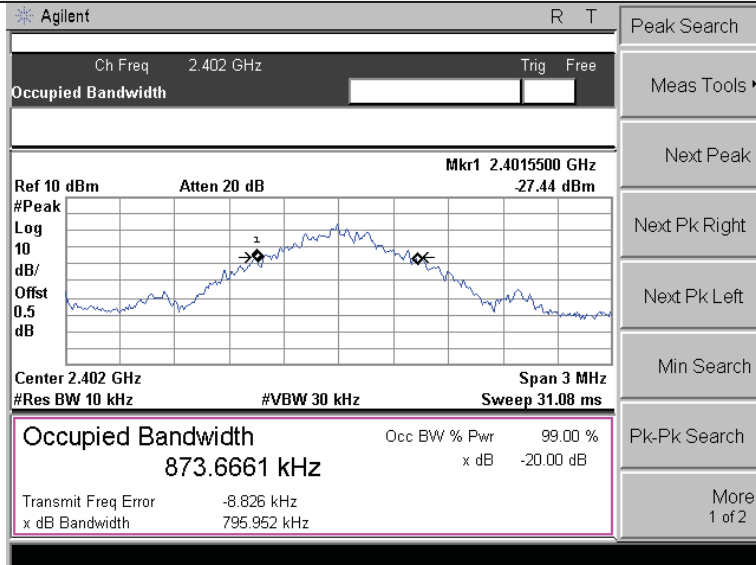 Agilent R T
Peak Search
Ch Freq 2.402 GHz Trig Free
Occupied Bandwidth
Meas Tools
Mkr1 2.4015500 GHz
Ref 10 dBm Atten 20 dB -27.44 dBm
Next Peak
#Peak
Log
10
dB/
Offst
0.5
dB
1
Next Pk Right
Next Pk Left
Center 2.402 GHz Span 3 MHz
#Res BW 10 kHz #VBW 30 kHz Sweep 31.08 ms
Min Search
Occupied Bandwidth Occ BW % Pwr 99.00 %
873.6661 kHz x dB -20.00 dB
Pk-Pk Search
Transmit Freq Error -8.826 kHz
x dB Bandwidth 795.952 kHz
More
1 of 2